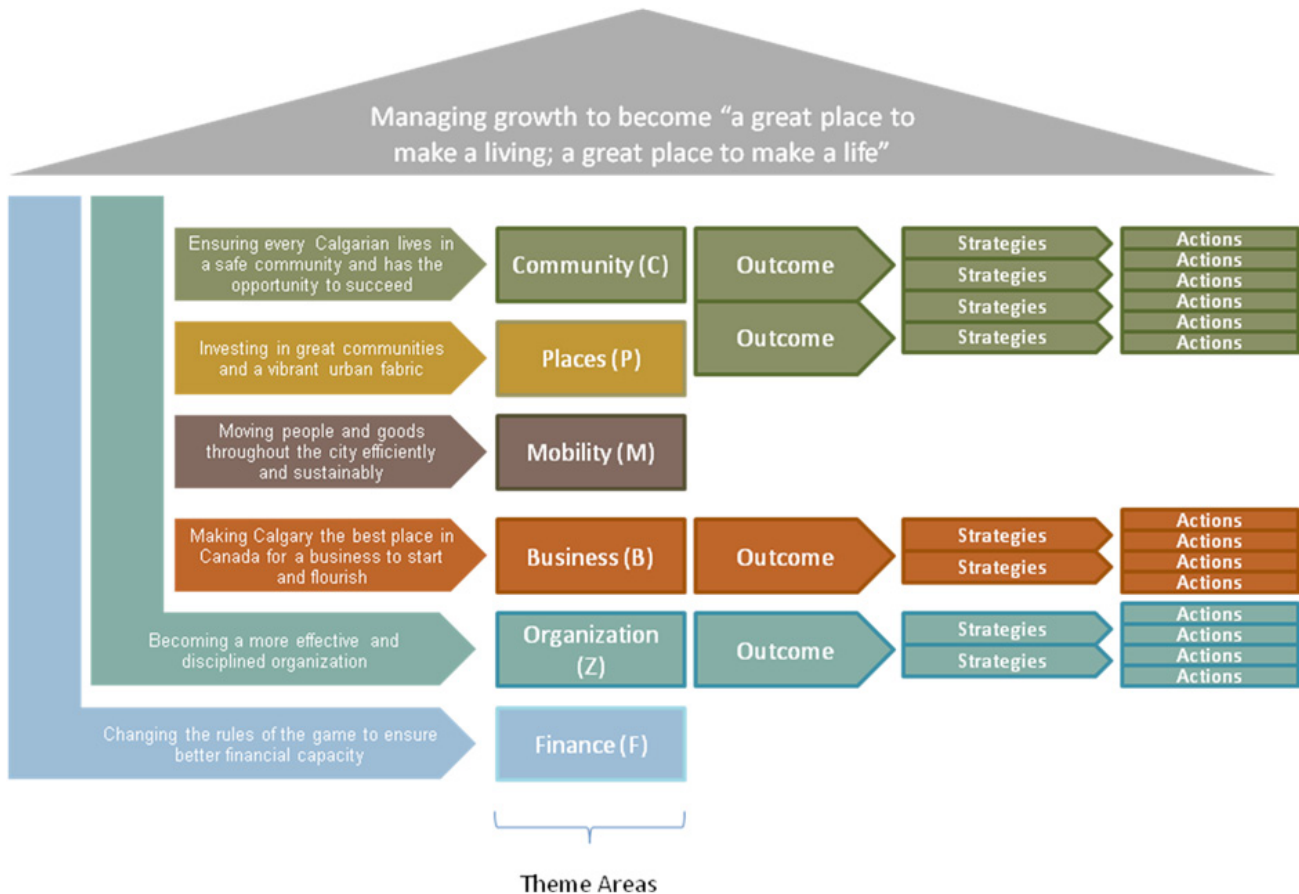 Managing growth to become “a great place to
make a living; a great place to make a life”
Ensuring every Calgarian lives in
a safe community and has the
opportunity to succeed
Community (C)
Outcome
Outcome
Strategies
Strategies
Strategies
Strategies
Actions
Actions
Actions
Actions
Actions
Actions
Investing in great communities
and a vibrant urban fabric
Places (P)
Moving people and goods
throughout the city efficiently
and sustainably
Mobility (M)
Making Calgary the best place in
Canada for a business to start
and flourish
Business (B)
Outcome
Strategies
Strategies
Actions
Actions
Actions
Actions
Becoming a more effective and
disciplined organization
Organization
(Z)
Outcome
Strategies
Strategies
Actions
Actions
Actions
Actions
Changing the rules of the game to ensure
better financial capacity
Finance (F)
Theme Areas